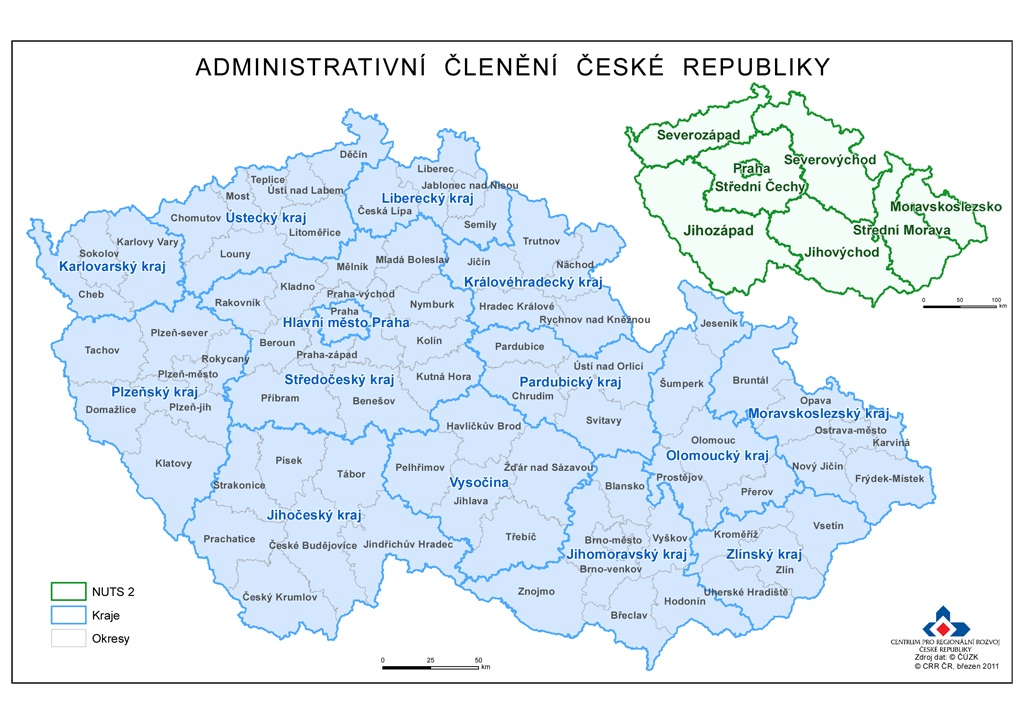 ADMINISTRATIVNÍ ČLENĚNÍ ČESKÉ REPUBLIKY
Severozápad
Praha
Severovýchod
Střední Čechy
Moravskoslezsko
Jihozápad
Střední Morava
Jihovýchod
0 50 100
km
Děčín
Liberec
Teplice
Ústí nad Labem
Jablonec nad Nisou
Most
Liberecký kraj
Chomutov
Ústecký kraj
Česká Lípa
Semily
Litoměřice
Karlovy Vary
Trutnov
Sokolov
Louny
Mladá Boleslav
Jičín
Náchod
Karlovarský kraj
Mělník
Královéhradecký kraj
Cheb
Kladno
Praha-východ
Rakovník
Nymburk
Hradec Králové
Praha
Rychnov nad Kněžnou
Hlavní město Praha
Jeseník
Plzeň-sever
Beroun
Kolín
Pardubice
Tachov
Rokycany
Praha-západ
Ústí nad Orlicí
Plzeň-město
Středočeský kraj
Kutná Hora
Pardubický kraj
Šumperk
Bruntál
Plzeňský kraj
Příbram
Benešov
Chrudim
Opava
Domažlice
Plzeň-jih
Moravskoslezský kraj
Svitavy
Havlíčkův Brod
Ostrava-město
Olomouc
Karviná
Klatovy
Písek
Olomoucký kraj
Pelhřimov
Žďár nad Sázavou
Nový Jičín
Tábor
Prostějov
Frýdek-Místek
Strakonice
Vysočina
Blansko
Přerov
Jihlava
Jihočeský kraj
Vsetín
Prachatice
České Budějovice
Jindřichův Hradec
Třebíč
Brno-město
Vyškov
Kroměříž
Jihomoravský kraj
Zlínský kraj
Brno-venkov
Zlín
Český Krumlov
Znojmo
Uherské Hradiště
Hodonín
Břeclav
NUTS 2
Kraje
Okresy
0 25 50
km
CENTRUM PRO REGIONÁLNÍ ROZVOJ
ČESKÉ REPUBLIKY
Zdroj dat: © ČÚZK
© CRR ČR, březen 2011